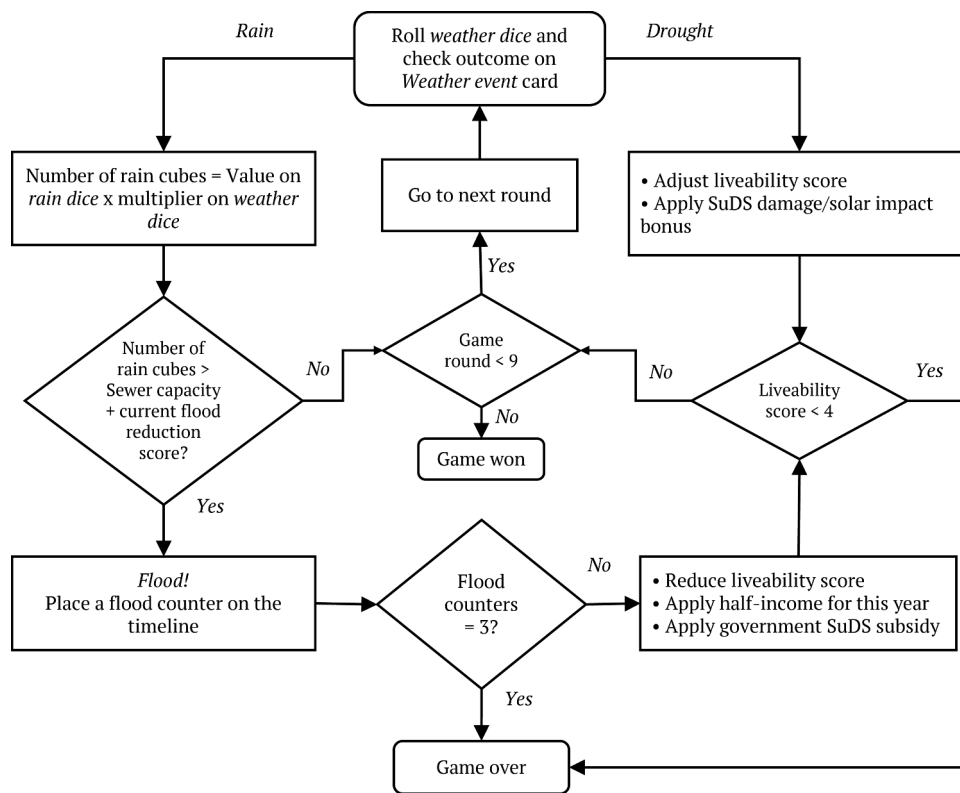 Rain
Roll weather dice and
check outcome on
Weather event card
Drought
Number of rain cubes = Value on
rain dice x multiplier on weather
dice
Go to next round
• Adjust liveability score
• Apply SuDS damage/solar impact
bonus
Yes
Number of
rain cubes >
Sewer capacity
+ current flood
reduction
score?
No
Game
round < 9
No
Liveability
score < 4
Yes
No
Game won
Yes
Flood!
Place a flood counter on the
timeline
Flood
counters
= 3?
No
• Reduce liveability score
• Apply half-income for this year
• Apply government SuDS subsidy
Yes
Game over